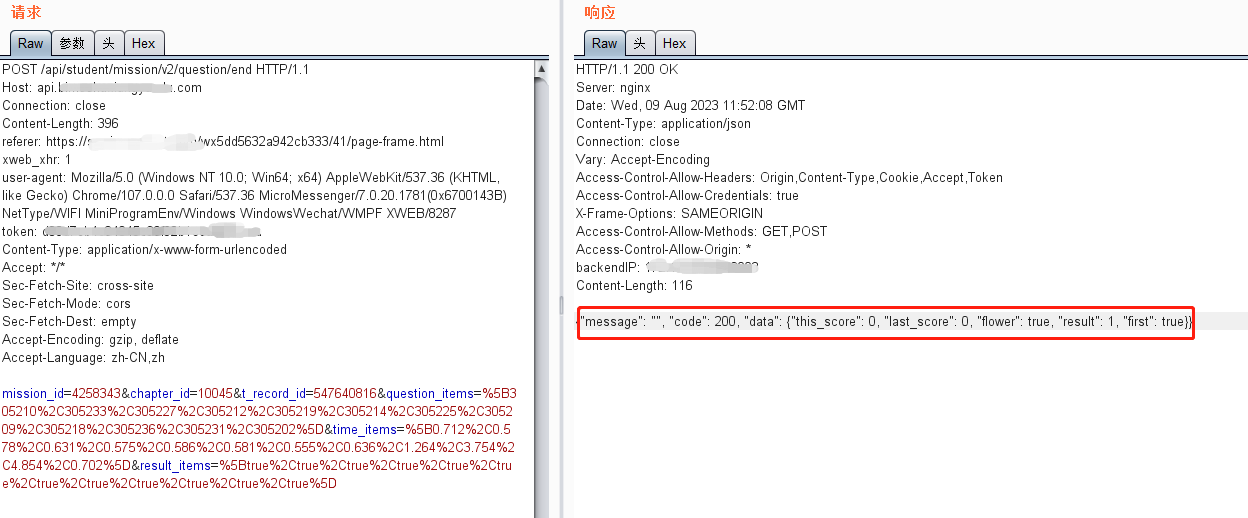 请求
Raw 参数 头 Hex
POST /api/student/mission/v2/question/end HTTP/1.1
Host: api. .com
Connection: close
Content-Length: 396
referer: https:// /wx5dd5632a942cb333/41/page-frame.html
xweb_xhr: 1
user-agent: Mozilla/5.0 (Windows NT 10.0; Win64; x64) AppleWebKit/537.36 (KHTML,
like Gecko) Chrome/107.0.0.0 Safari/537.36 MicroMessenger/7.0.20.1781(0x6700143B)
NetType/WIFI MiniProgramEnv/Windows WindowsWechat/WMPF XWEB/8287
token:
Content-Type: application/x-www-form-urlencoded
Accept: */*
Sec-Fetch-Site: cross-site
Sec-Fetch-Mode: cors
Sec-Fetch-Dest: empty
Accept-Encoding: gzip, deflate
Accept-Language: zh-CN,zh
mission_id=4258343&chapter_id=10045&t_record_id=547640816&question_items=%5B3
05210%2C305233%2C305227%2C305212%2C305219%2C305214%2C305225%2C3052
09%2C305218%2C305236%2C305231%2C305202%5D&time_items=%5B0.712%2C0.5
78%2C0.631%2C0.575%2C0.586%2C0.581%2C0.555%2C0.636%2C1.264%2C3.754%2
C4.854%2C0.702%5D&result_items=%5Btrue%2Ctrue%2Ctrue%2Ctrue%2Ctrue%2Ctru
e%2Ctrue%2Ctrue%2Ctrue%2Ctrue%2Ctrue%2Ctrue%5D
响应
Raw 头 Hex
HTTP/1.1 200 OK
Server: nginx
Date: Wed, 09 Aug 2023 11:52:08 GMT
Content-Type: application/json
Connection: close
Vary: Accept-Encoding
Access-Control-Allow-Headers: Origin,Content-Type,Cookie,Accept,Token
Access-Control-Allow-Credentials: true
X-Frame-Options: SAMEORIGIN
Access-Control-Allow-Methods: GET,POST
Access-Control-Allow-Origin: *
backendIP:
Content-Length: 116
{"message": "", "code": 200, "data": {"this_score": 0, "last_score": 0, "flower": true, "result": 1, "first": true}}